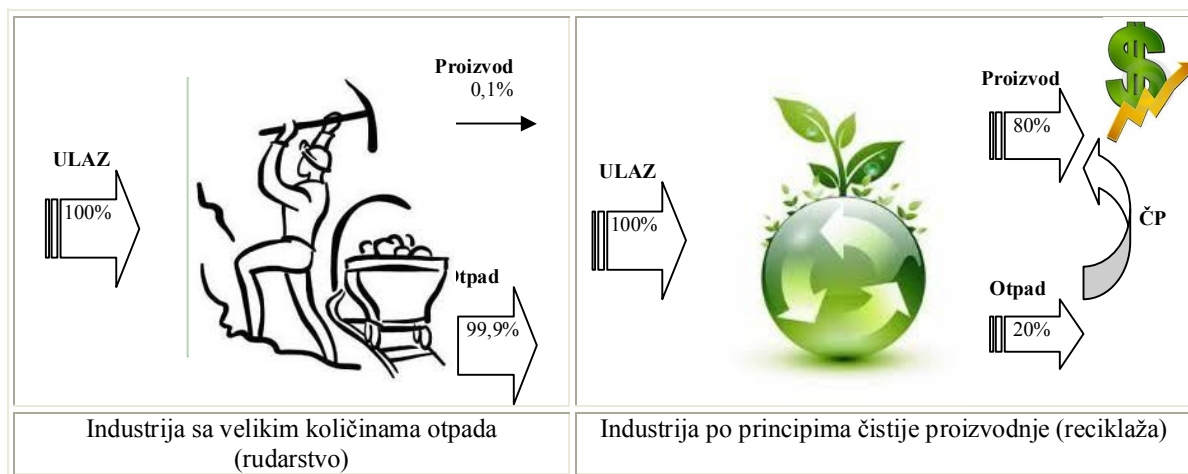 Proizvod
0,1%
ULAZ
100%
Otpad
99,9%
Industrija sa velikim količinama otpada
(rudarstvo)
Proizvod
80%
ULAZ
100%
ČP
Otpad
20%
Industrija po principima čistije proizvodnje (reciklaža)